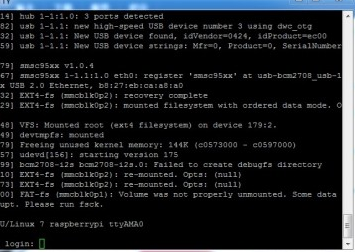 14] hub 1-1:1.0: 3 ports detected
82] usb 1-1.1: new high-speed USB device number 3 using dwc_otg
32] usb 1-1.1: New USB device found, idVendor=0424, idProduct=ec00
59] usb 1-1.1: New USB device strings: Mfr=0, Product=0, SerialNumber
79] smsc95xx v1.0.4
67] smsc95xx 1-1.1:1.0 eth0: register 'smsc95xx' at usb-bcm2708_usb-1
x USB 2.0 Ethernet, b8:27:eb:ca:a8:a0
32] EXT4-fs (mmcblk0p2): recovery complete
29] EXT4-fs (mmcblk0p2): mounted filesystem with ordered data mode. O
48] VFS: Mounted root (ext4 filesystem) on device 179:2.
49] devtmpfs: mounted
79] Freeing unused kernel memory: 144K (c0573000 - c0597000)
57] udevd[156]: starting version 175
99] bcm2708-i2s bcm2708-i2s.0: Failed to create debugfs directory
10] EXT4-fs (mmcblk0p2): re-mounted. Opts: (null)
73] EXT4-fs (mmcblk0p2): re-mounted. Opts: (null)
00] FAT-fs (mmcblk0p1): Volume was not properly unmounted. Some data
upt. Please run fsck.
U/Linux 7 raspberrypi ttyAMA0
login: